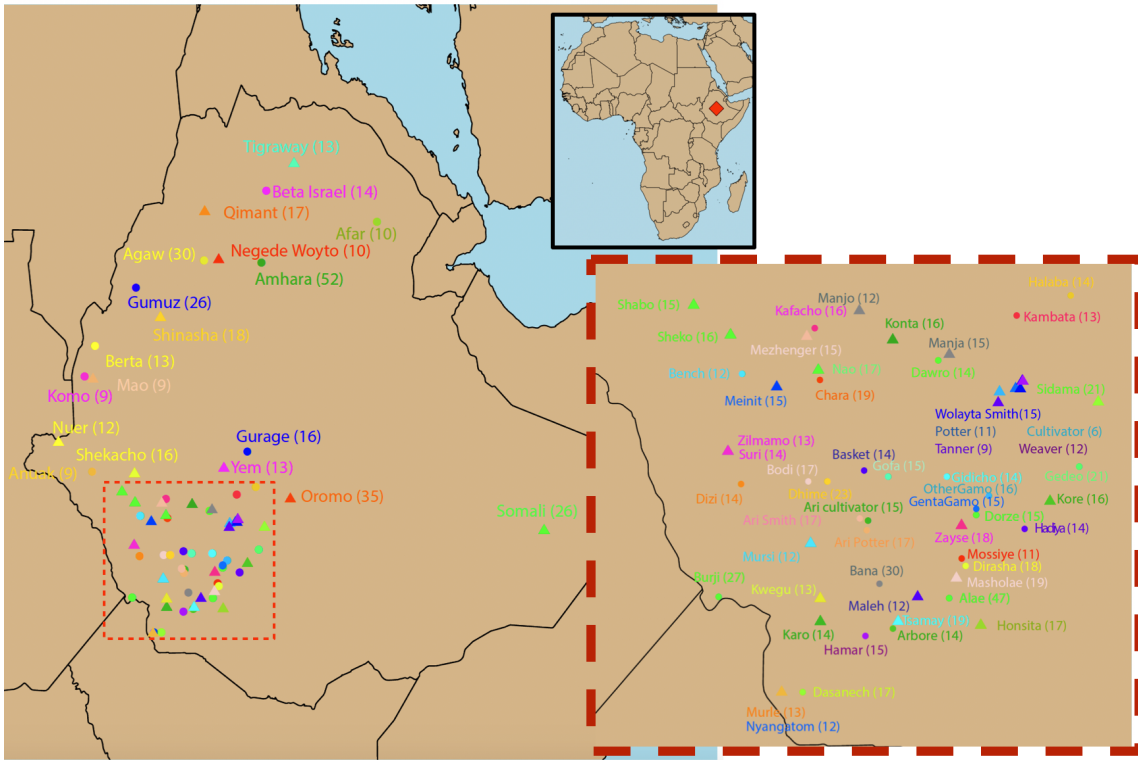 Tigraway (13)
Beta Israel (14)
Qimant (17)
Afar (10)
Agaw (30)
Negede Woyto (10)
Amhara (52)
Gumuz (26)
Shinasha (18)
Berta (13)
Komo (9)
Mao (9)
Nuer (12)
Gurage (16)
Shekacho (16)
Yem (13)
Anuak (9)
Oromo (35)
Somali (26)
Halaba (14)
Shabo (15)
Manjo (12)
Kafacho (16)
Kambata (13)
Konta (16)
Sheko (16)
Mezhenger (15)
Manja (15)
Dawro (14)
Bench (12)
Meinit (15)
Chara (19)
Sidama (21)
Wolayta Smith(15)
Potter (11)
Cultivator (6)
Tanner (9)
Weaver (12)
Zilmamo (13)
Suri (14)
Basket (14)
Bodi (17)
Gofa (15)
Dizi (14)
Dhime (23)
OtherGamo (16)
GentaGamo (15)
Kore (16)
Ari cultivator (15)
Ari Smith (17)
Dorze (15)
Hadiya (14)
Ari Potter (17)
Zayse (18)
Mursi (12)
Mossiye (11)
Dirasha (18)
Masholae (19)
Burji (27)
Bana (30)
Kwegu (13)
Maleh (12)
Alae (47)
Karo (14)
Tsamay (19)
Honsita (17)
Arbore (14)
Hamar (15)
Dasanech (17)
Murle (13)
Nyangatom (12)